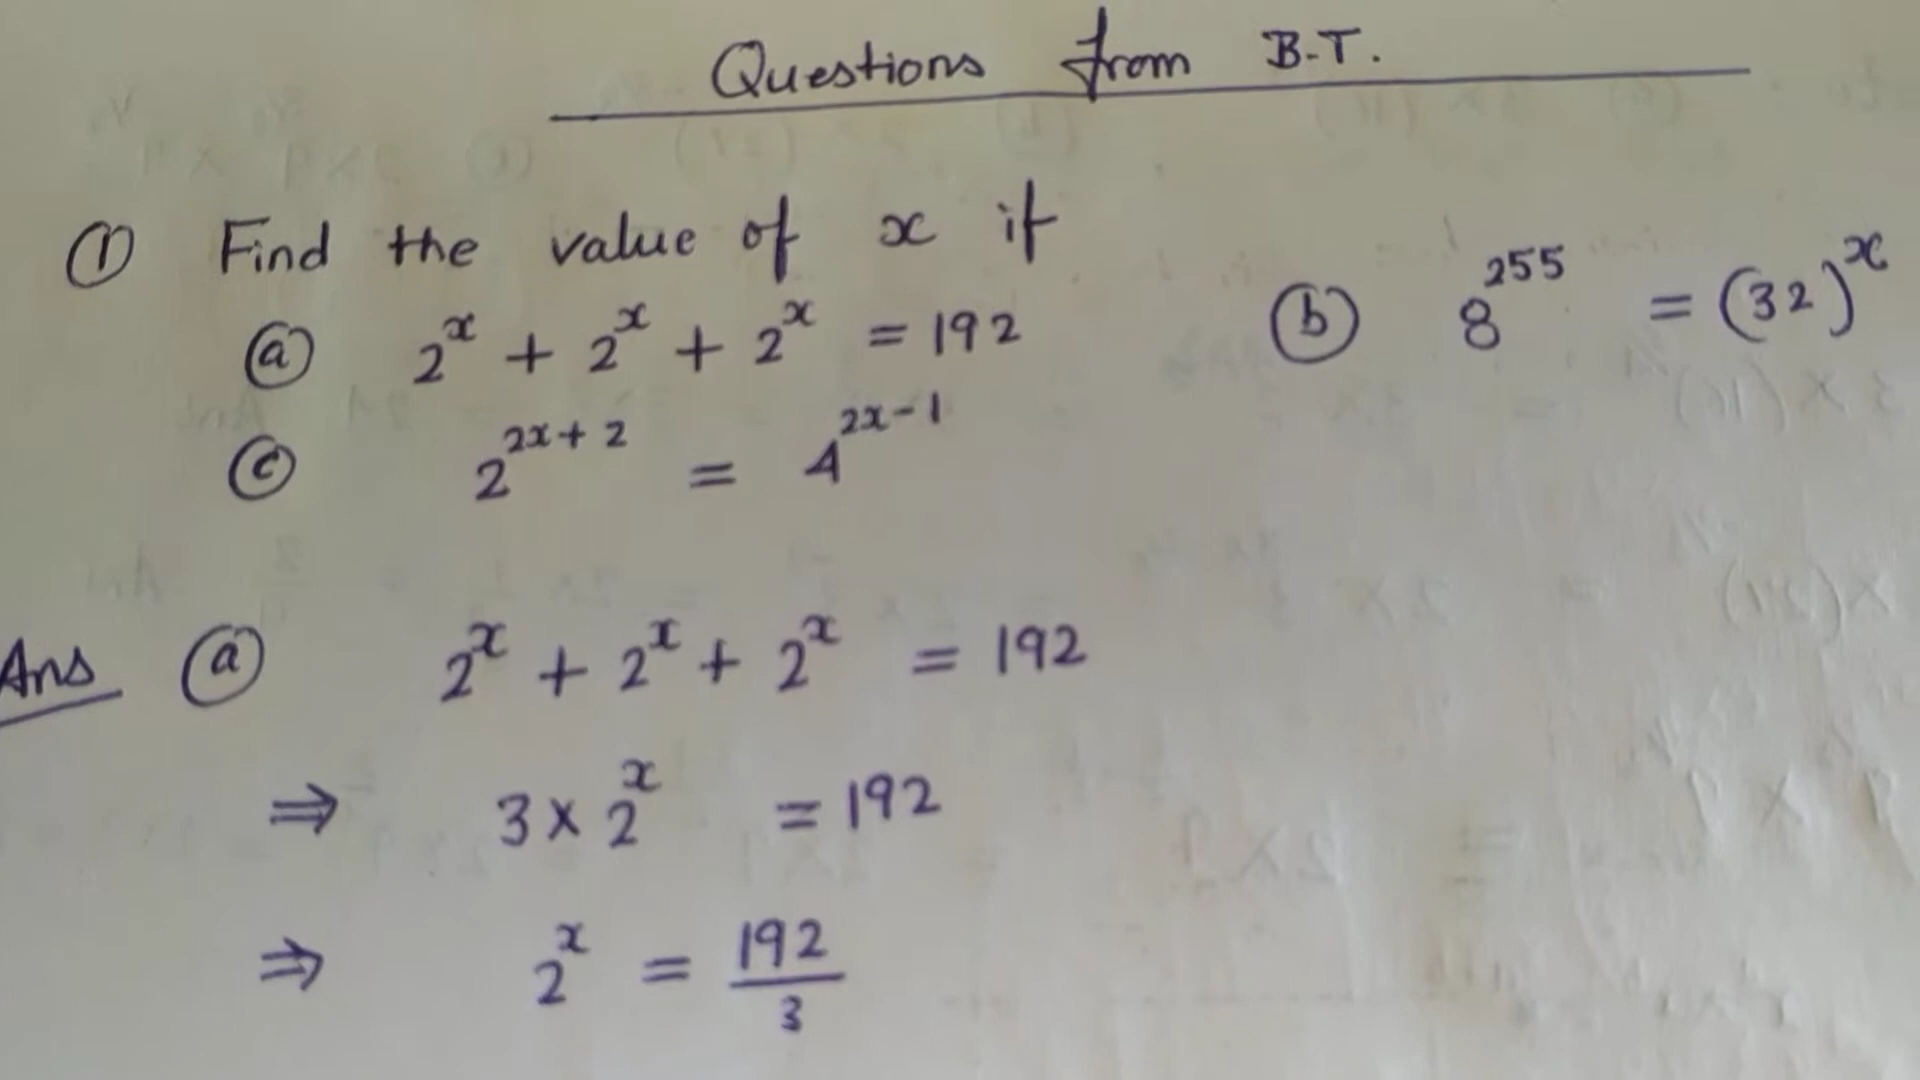 Questions from B.T.
① Find the value of x if
ⓐ 2^x + 2^x + 2^x = 192 ⓑ 8^255 = (32)^x
ⓒ 2^(2x+2) = 4^(2x-1)
Ans ⓐ 2^x + 2^x + 2^x = 192
⇒ 3 × 2^x = 192
⇒ 2^x = 192/3